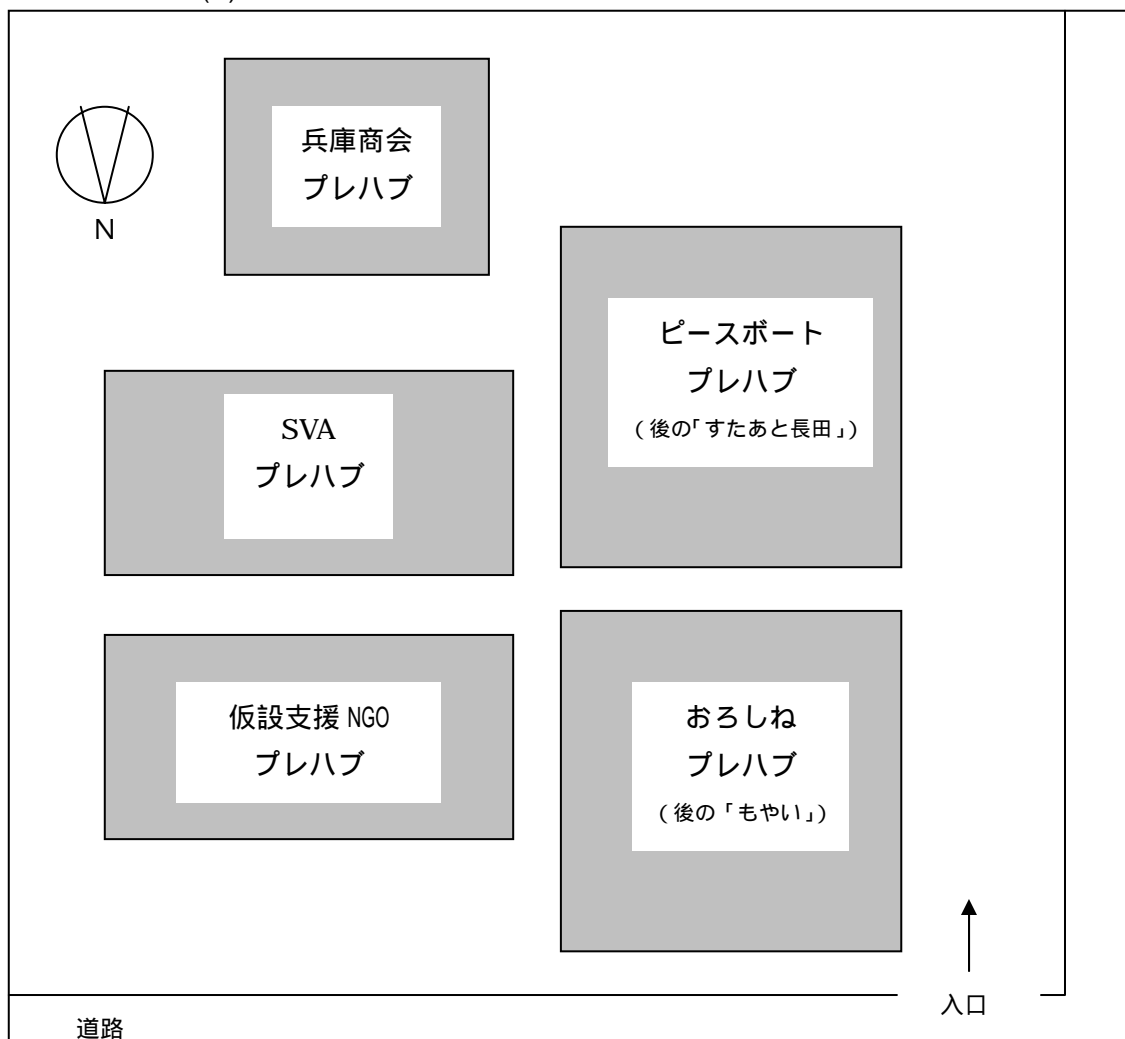 兵庫商会
プレハブ
N
ピースボート
プレハブ
(後の「すたあと長田」)
SVA
プレハブ
仮設支援 NGO
プレハブ
おろしね
プレハブ
(後の「もやい」)
入口
道路